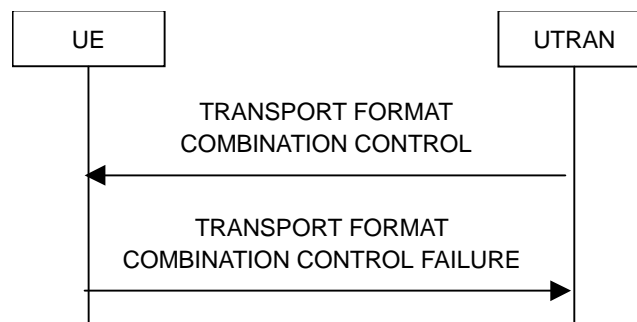 UE
UTRAN
TRANSPORT FORMAT
COMBINATION CONTROL
TRANSPORT FORMAT
COMBINATION CONTROL FAILURE